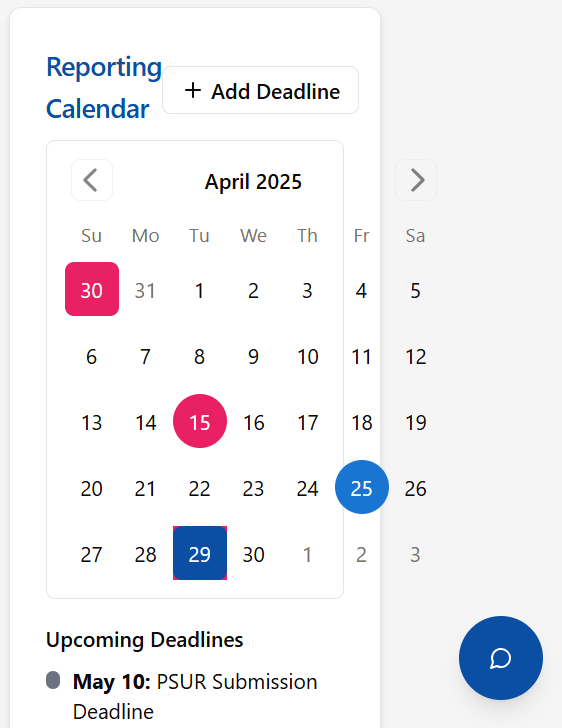 Reporting
Calendar
Add Deadline
April 2025
Su Mo Tu We Th Fr Sa
30 31 1 2 3 4 5
6 7 8 9 10 11 12
13 14 15 16 17 18 19
20 21 22 23 24 25 26
27 28 29 30 1 2 3
Upcoming Deadlines
May 10: PSUR Submission
Deadline